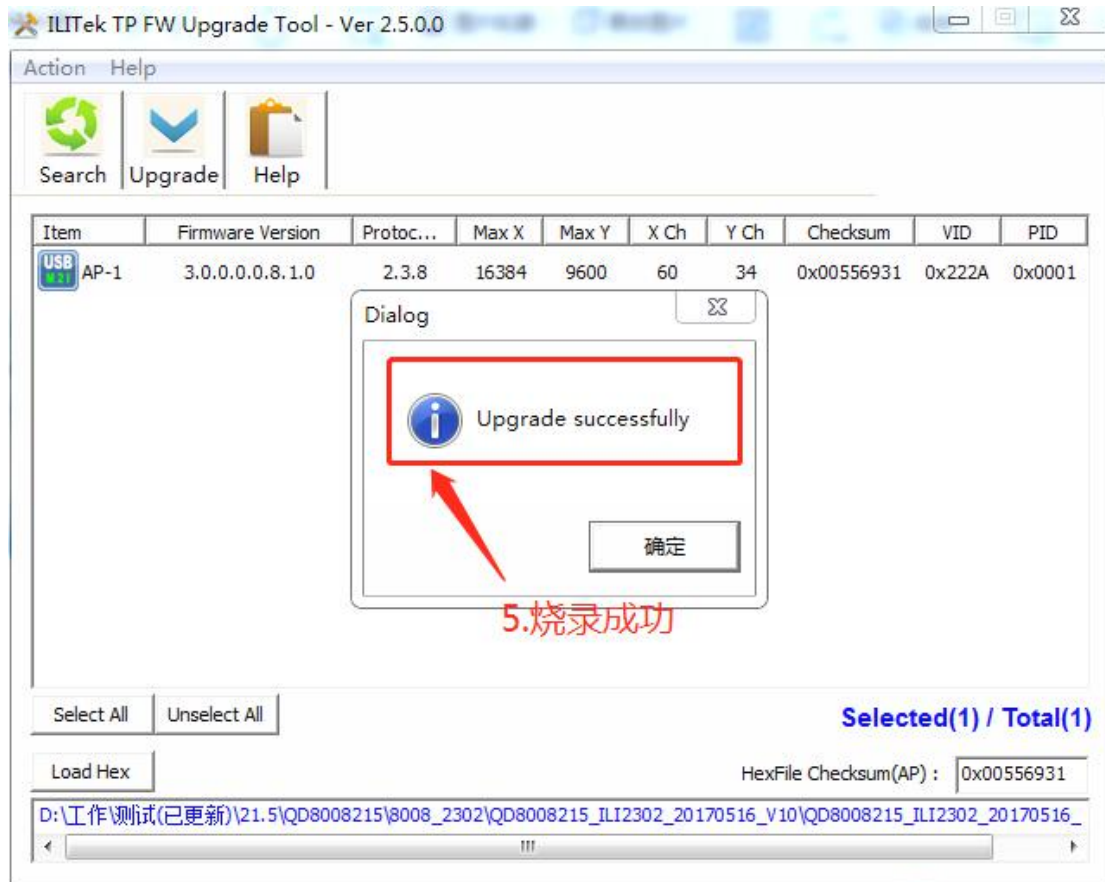 ILITek TP FW Upgrade Tool - Ver 2.5.0.0
Action Help
Search Upgrade Help
Item Firmware Version Protoc... Max X Max Y X Ch Y Ch Checksum VID PID
USB M.21 AP-1 3.0.0.0.0.8.1.0 2.3.8 16384 9600 60 34 0x00556931 0x222A 0x0001
Dialog
Upgrade successfully
确定
5.烧录成功
Select All Unselect All Selected(1) / Total(1)
Load Hex HexFile Checksum(AP) : 0x00556931
D:\工作\测试(已更新)\21.5\QD8008215\8008_2302\QD8008215_ILI2302_20170516_V10\QD8008215_ILI2302_20170516_